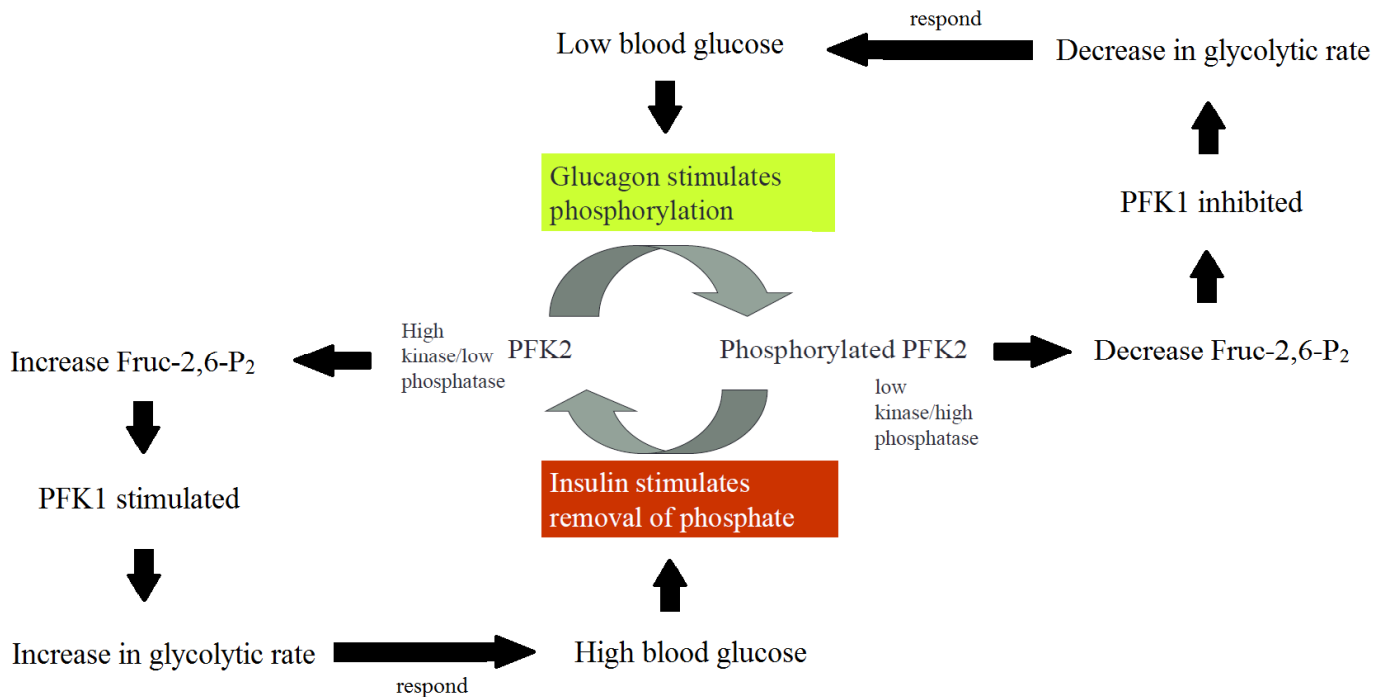 respond
Low blood glucose
Decrease in glycolytic rate
Glucagon stimulates
phosphorylation
PFK1 inhibited
High
kinase/low
phosphatase
PFK2
Phosphorylated PFK2
low
kinase/high
phosphatase
Increase Fruc-2,6-P₂
Decrease Fruc-2,6-P₂
PFK1 stimulated
Insulin stimulates
removal of phosphate
Increase in glycolytic rate
respond
High blood glucose